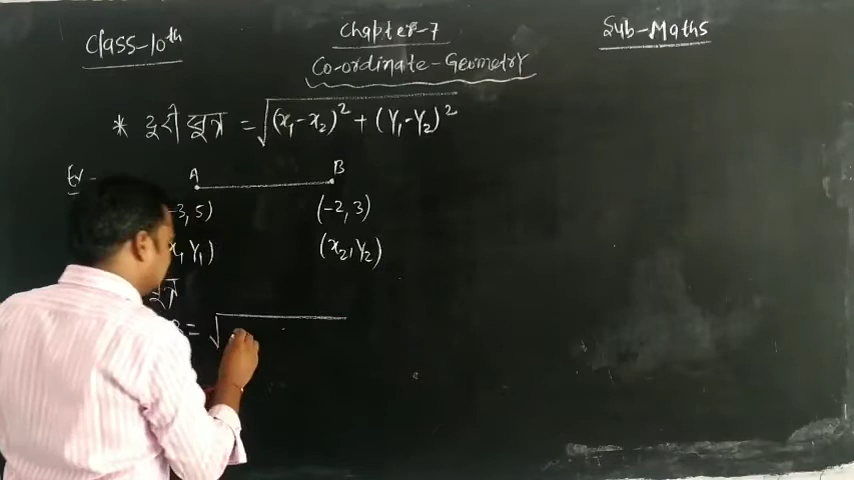 Class-10th
Chapter-7
Sub-Maths
Co-ordinate-Geometry
* दुरी सूत्र = √(x₁-x₂)² + (Y₁-Y₂)²
Ex -
A B
-3, 5) (-2, 3)
Y₁) (x₂, Y₂)
= √